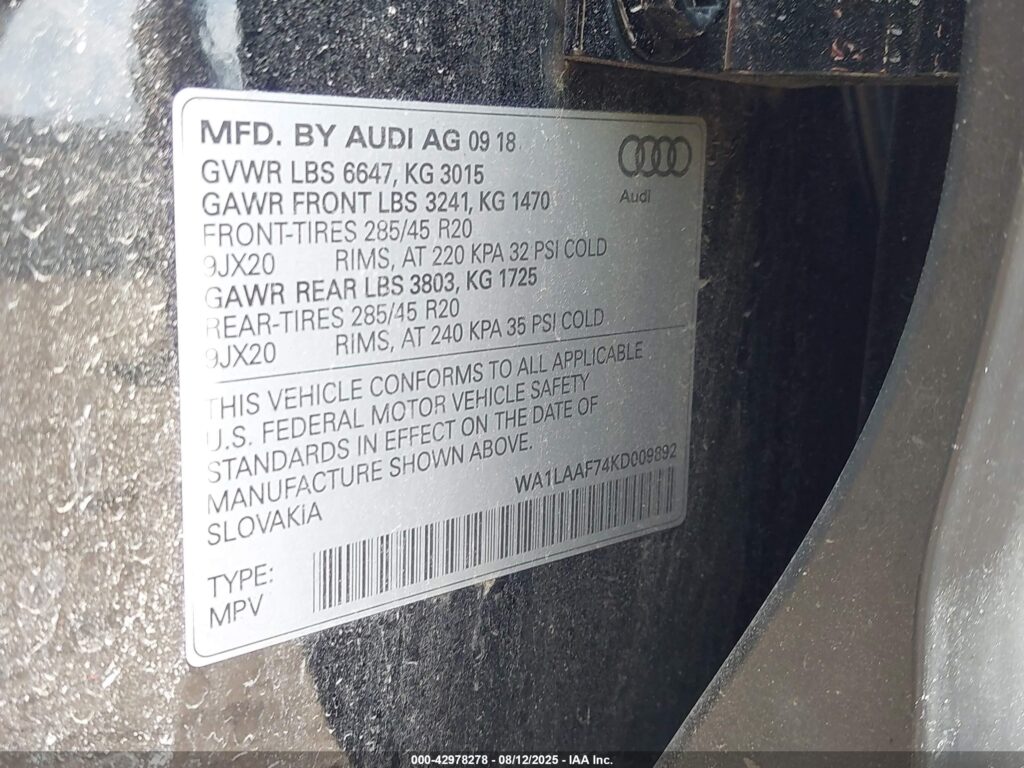 MFD. BY AUDI AG 09 18
Audi
GVWR LBS 6647, KG 3015
GAWR FRONT LBS 3241, KG 1470
FRONT-TIRES 285/45 R20
9JX20 RIMS, AT 220 KPA 32 PSI COLD
GAWR REAR LBS 3803, KG 1725
REAR-TIRES 285/45 R20
9JX20 RIMS, AT 240 KPA 35 PSI COLD
THIS VEHICLE CONFORMS TO ALL APPLICABLE
U.S. FEDERAL MOTOR VEHICLE SAFETY
STANDARDS IN EFFECT ON THE DATE OF
MANUFACTURE SHOWN ABOVE.
SLOVAKiA
WA1LAAF74KD009892
TYPE:
MPV
000-42978278 - 08/12/2025 - IAA Inc.